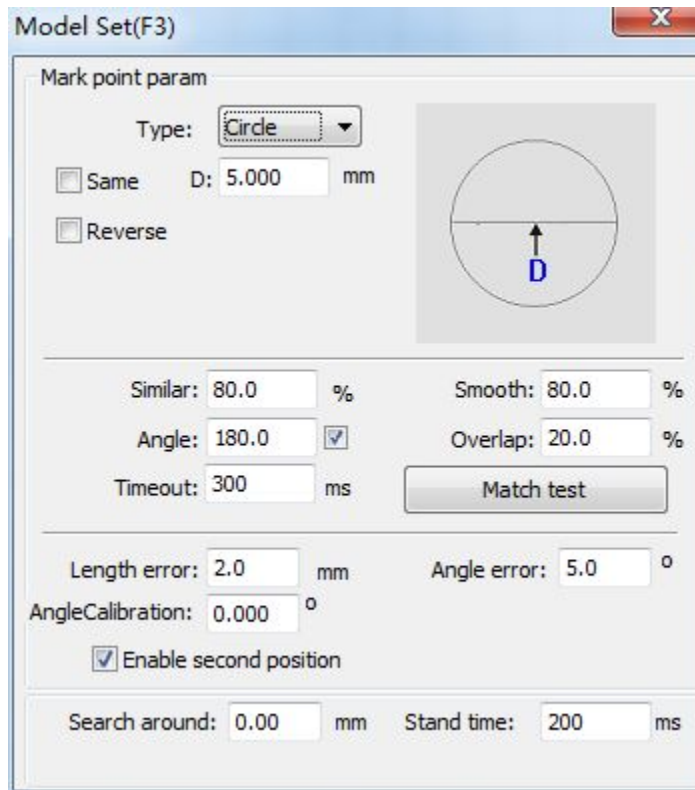 Model Set(F3)
Mark point param
Type: Circle
Same D: 5.000 mm
Reverse
D
Similar: 80.0 % Smooth: 80.0 %
Angle: 180.0 Overlap: 20.0 %
Timeout: 300 ms Match test
Length error: 2.0 mm Angle error: 5.0 °
AngleCalibration: 0.000 °
Enable second position
Search around: 0.00 mm Stand time: 200 ms